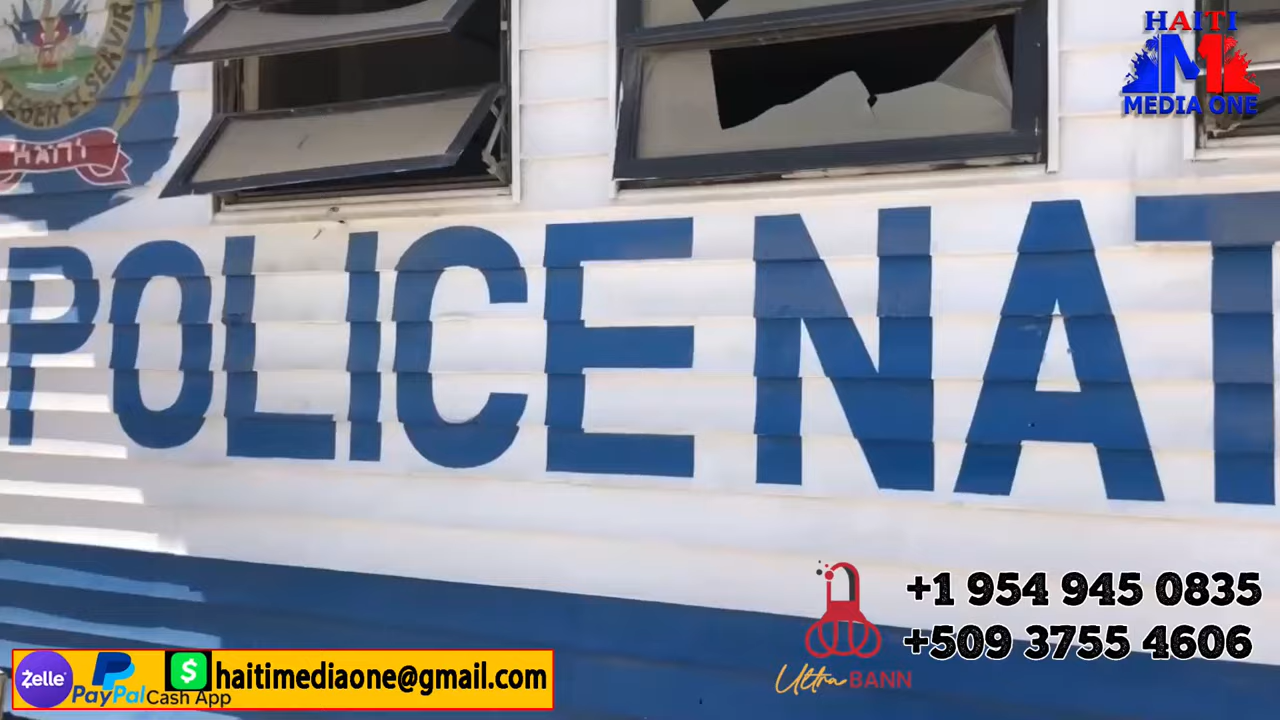 HAITI
MEDIA ONE
HAITI
POLICE NAT
+1 954 945 0835
+509 3755 4606
Ultra BANN
Zelle
PayPal
Cash App
haitimediaone@gmail.com